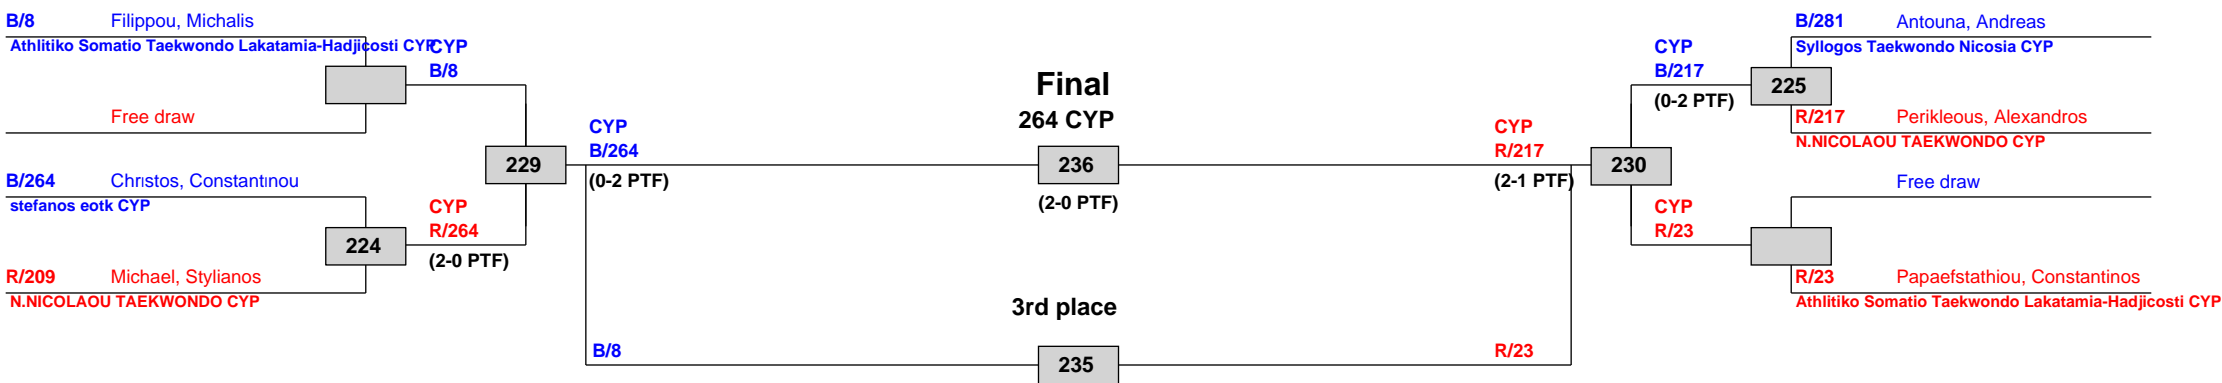 B/8 Filippou, Michalis
Athlitiko Somatio Taekwondo Lakatamia-Hadjicosti CYP
CYP
B/8
Free draw
B/264 Christos, Constantinou
stefanos eotk CYP
224
CYP
R/264
(2-0 PTF)
R/209 Michael, Stylianos
N.NICOLAOU TAEKWONDO CYP
229
CYP
B/264
(0-2 PTF)
Final
264 CYP
236
(2-0 PTF)
3rd place
B/8
235
R/23
CYP
R/217
(2-1 PTF)
230
CYP
B/217
(0-2 PTF)
225
B/281 Antouna, Andreas
Syllogos Taekwondo Nicosia CYP
R/217 Perikleous, Alexandros
N.NICOLAOU TAEKWONDO CYP
Free draw
CYP
R/23
R/23 Papaefstathiou, Constantinos
Athlitiko Somatio Taekwondo Lakatamia-Hadjicosti CYP